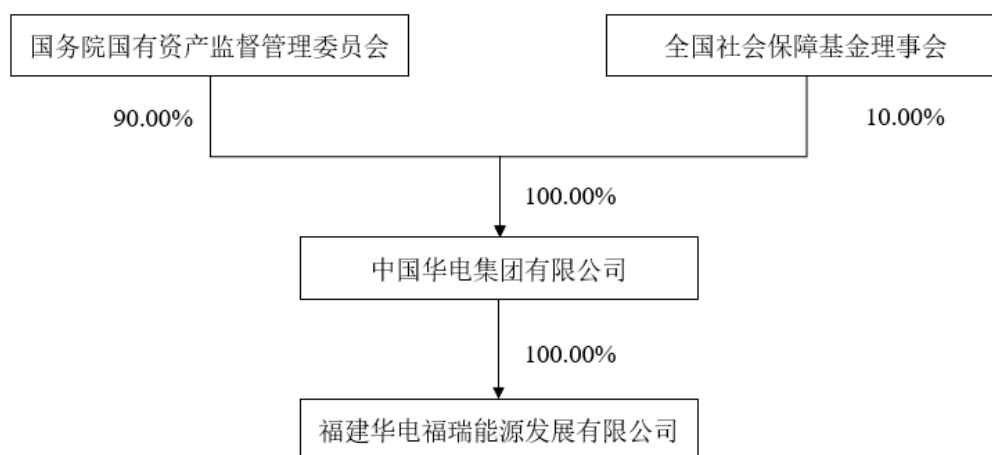 国务院国有资产监督管理委员会
全国社会保障基金理事会
90.00%
10.00%
100.00%
中国华电集团有限公司
100.00%
福建华电福瑞能源发展有限公司